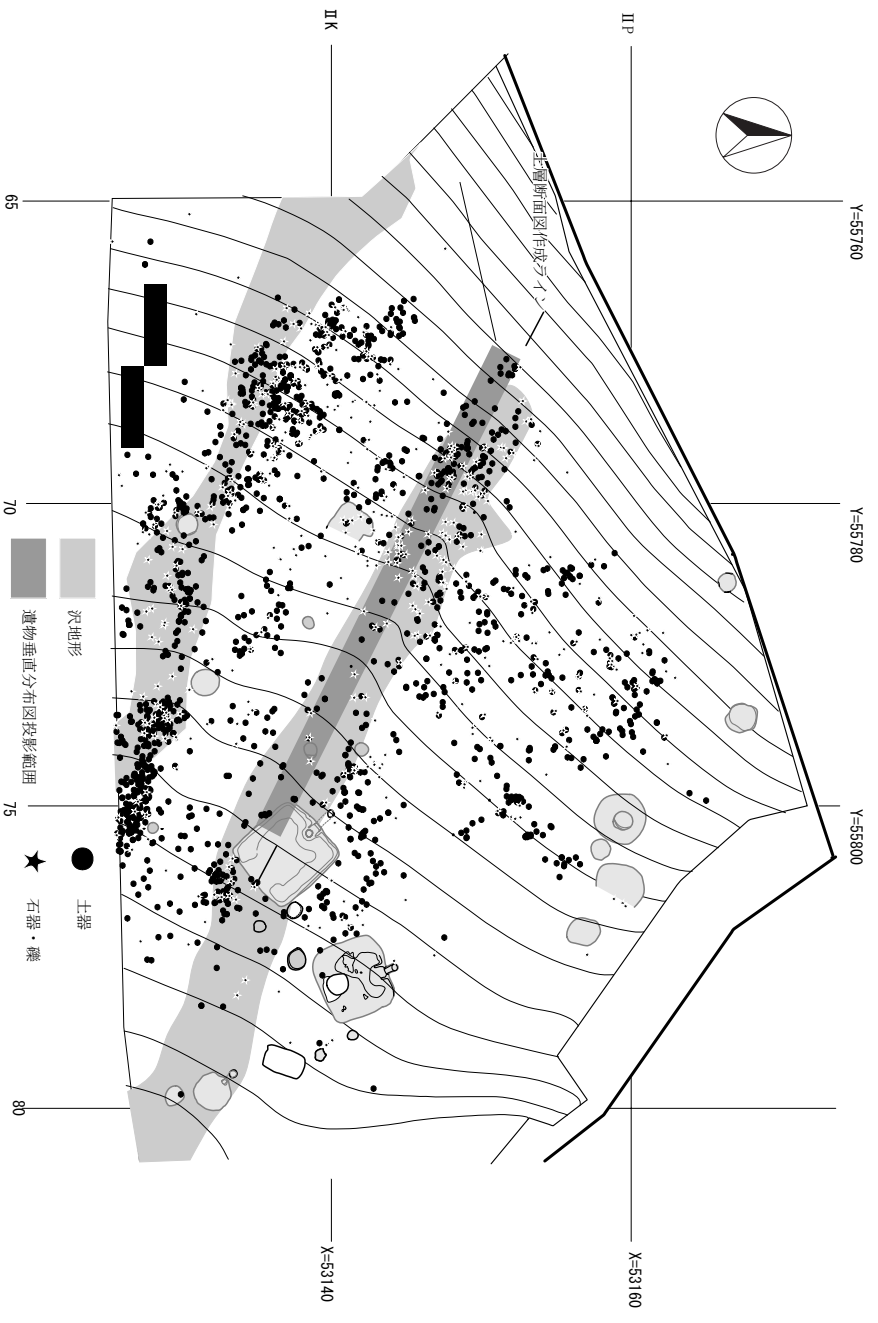 ⅡK
ⅡP
65
70
75
80
Y=55760
Y=55780
Y=55800
X=53140
X=53160
土層断面図作成ライン
沢地形
遺物垂直分布図投影範囲
土器
石器・礫